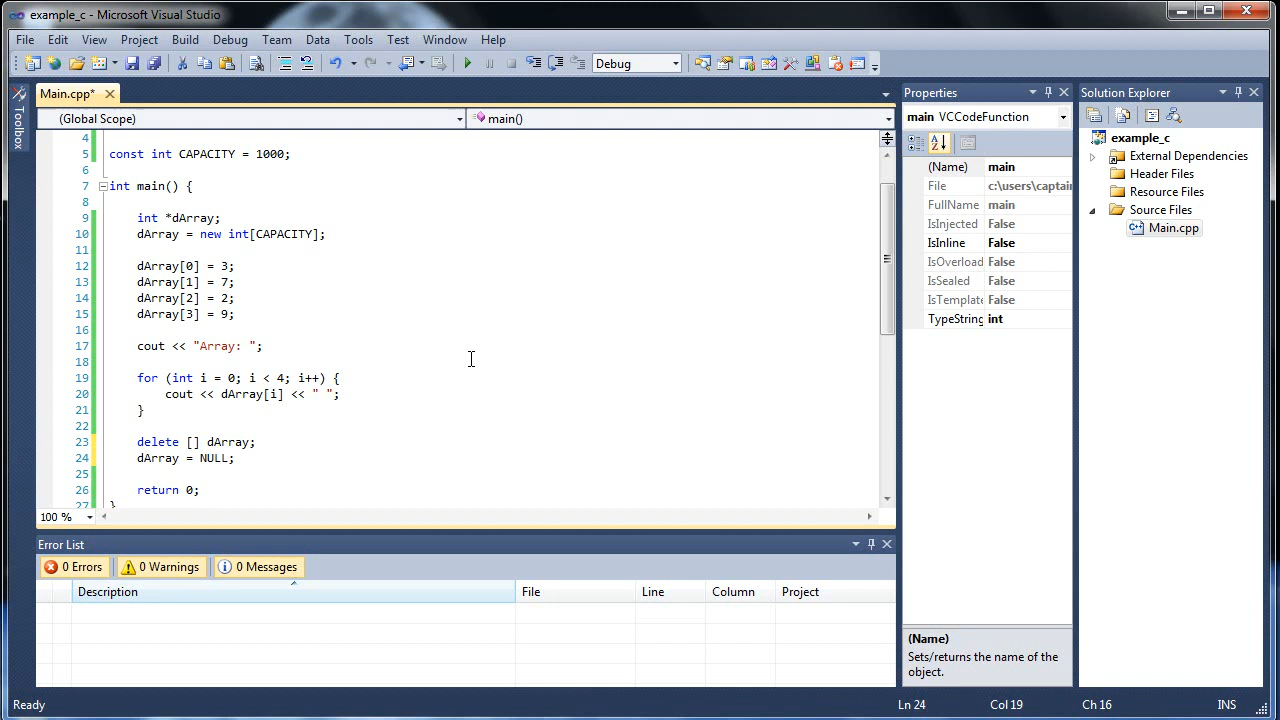 example_c - Microsoft Visual Studio
File Edit View Project Build Debug Team Data Tools Test Window Help
Debug
Toolbox
Main.cpp*
(Global Scope) main()
4
5 const int CAPACITY = 1000;
6
7 int main() {
8
9 int *dArray;
10 dArray = new int[CAPACITY];
11
12 dArray[0] = 3;
13 dArray[1] = 7;
14 dArray[2] = 2;
15 dArray[3] = 9;
16
17 cout << "Array: ";
18
19 for (int i = 0; i < 4; i++) {
20 cout << dArray[i] << " ";
21 }
22
23 delete [] dArray;
24 dArray = NULL;
25
26 return 0;
27 }
100 %
Error List
0 Errors 0 Warnings 0 Messages
Description File Line Column Project
Properties
main VCCodeFunction
(Name) main
File c:\users\captain
FullName main
IsInjected False
IsInline False
IsOverload False
IsSealed False
IsTemplate False
TypeString int
(Name)
Sets/returns the name of the
object.
Solution Explorer
example_c
External Dependencies
Header Files
Resource Files
Source Files
Main.cpp
Ready Ln 24 Col 19 Ch 16 INS